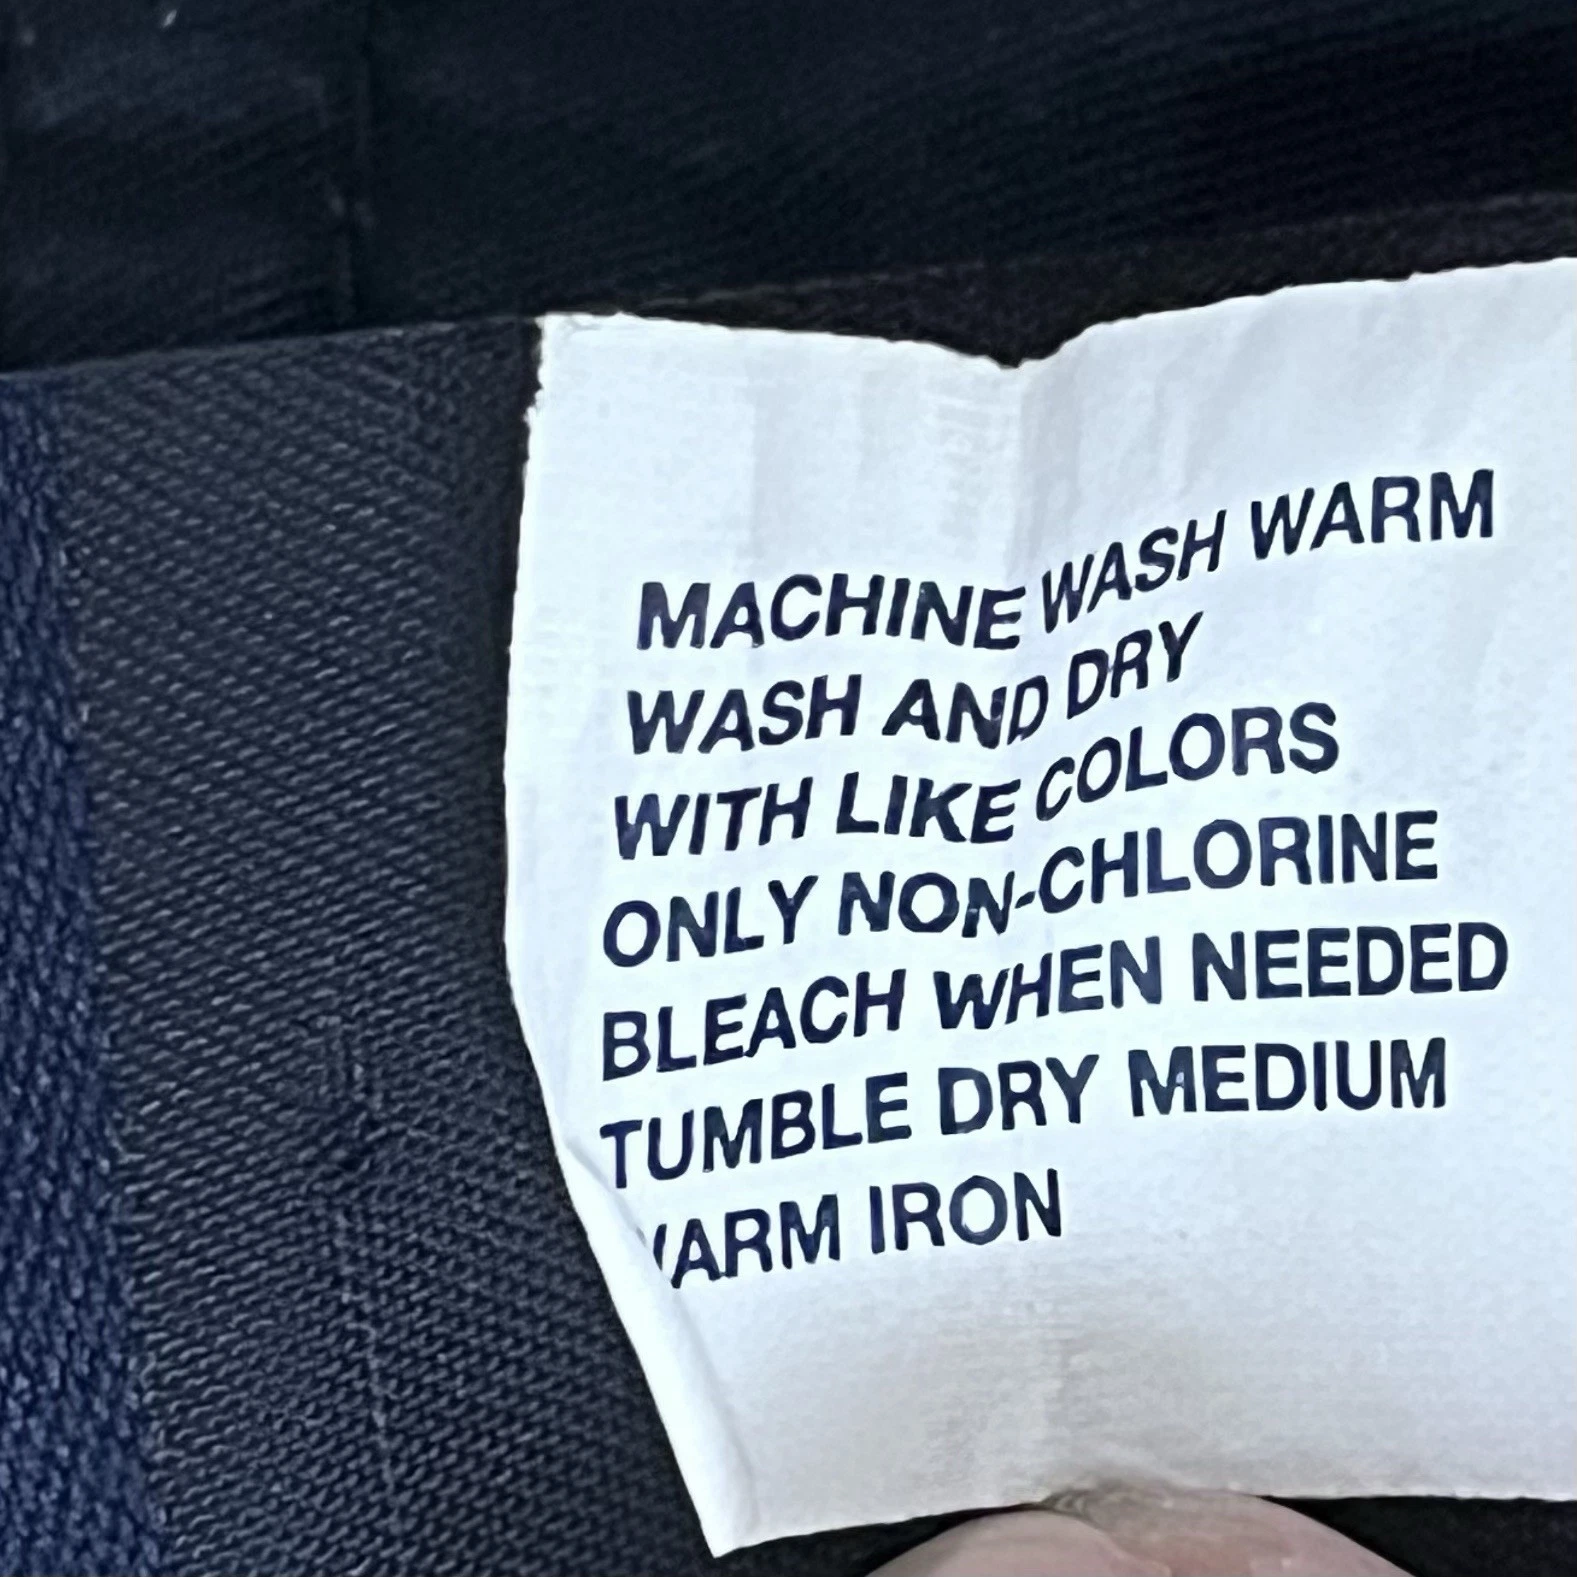 MACHINE WASH WARM
WASH AND DRY
WITH LIKE COLORS
ONLY NON-CHLORINE
BLEACH WHEN NEEDED
TUMBLE DRY MEDIUM
WARM IRON